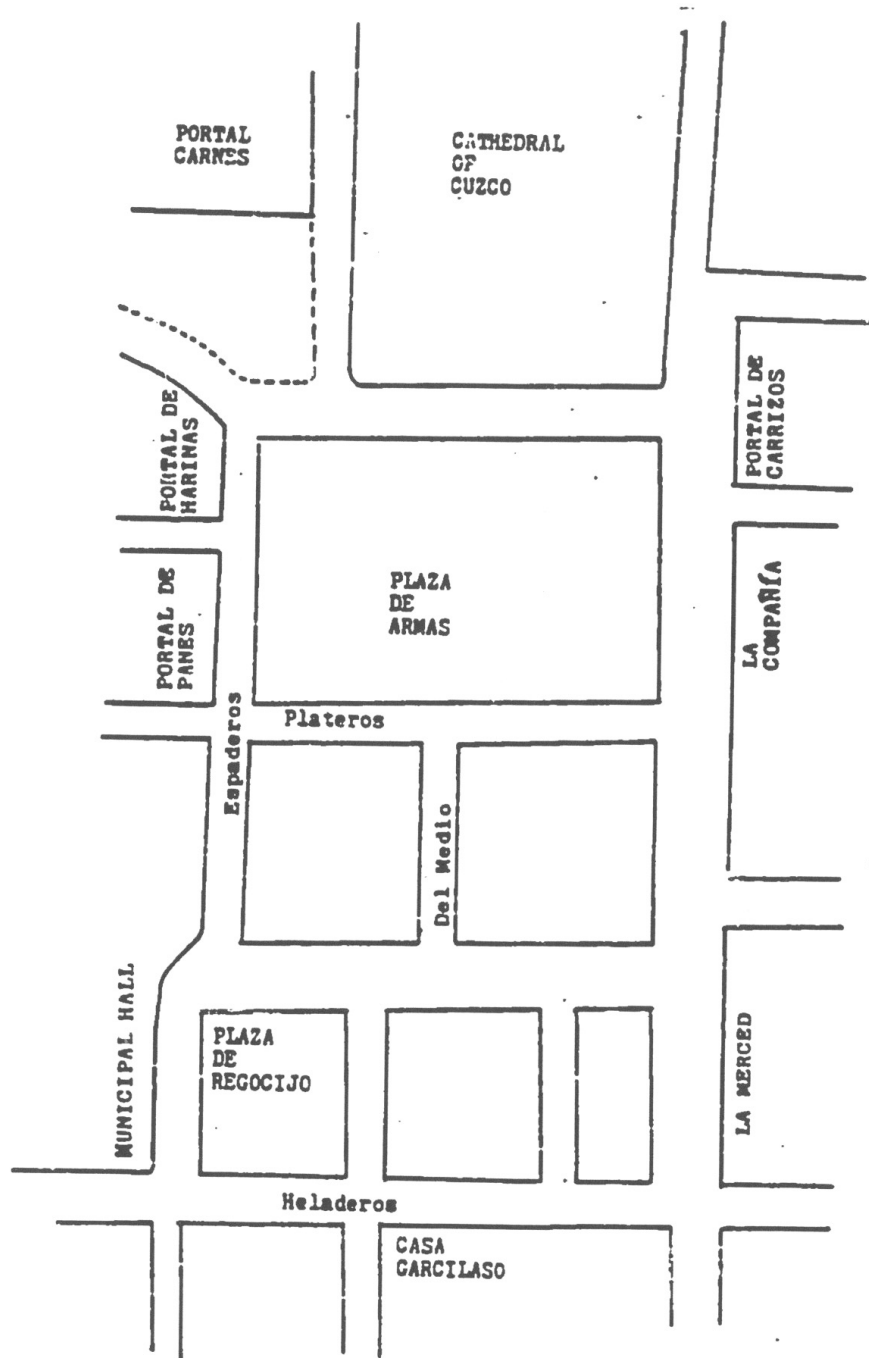 PORTAL
CARNES
CATHEDRAL
OF
CUZCO
PORTAL DE
HARINAS
PORTAL DE
CARRIZOS
PLAZA
DE
ARMAS
PORTAL DE
PANES
LA
COMPAÑÍA
Plateros
Espaderos
Del Medio
MUNICIPAL HALL
PLAZA
DE
REGOCIJO
LA MERCED
Heladeros
CASA
GARCILASO